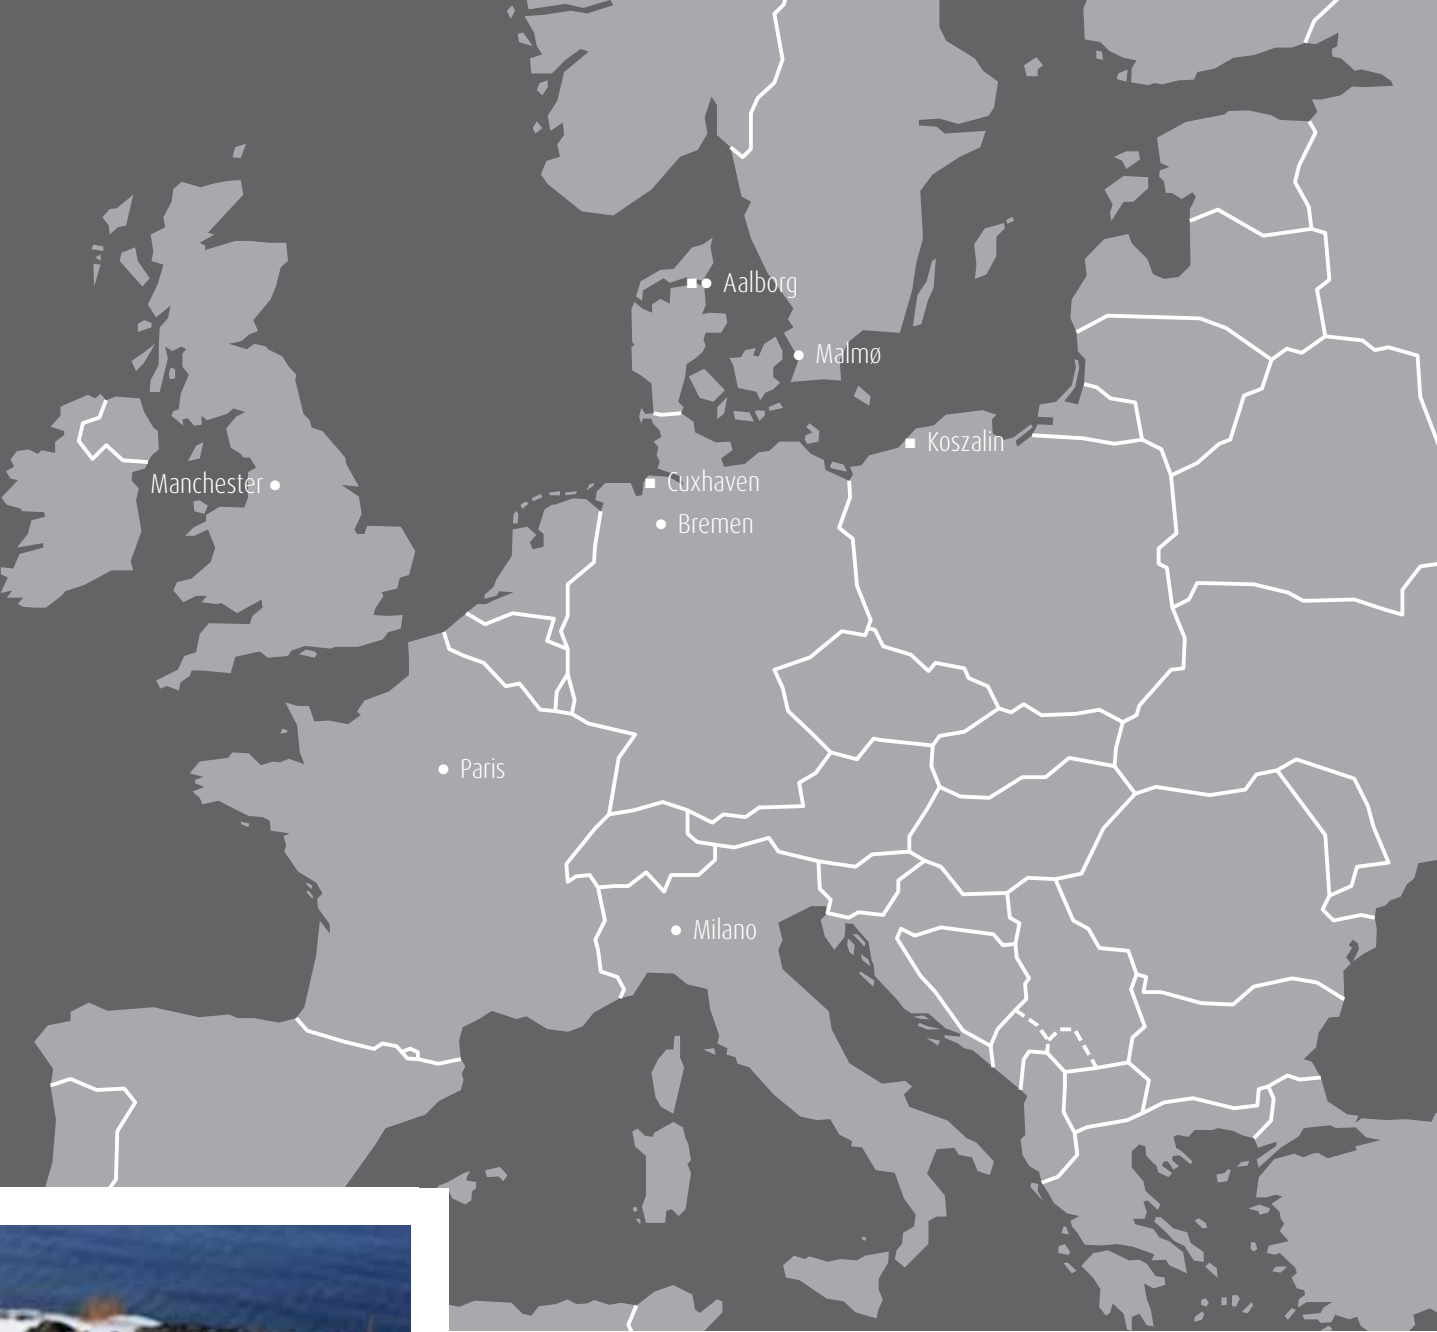 Aalborg
Malmø
Koszalin
Cuxhaven
Manchester
Bremen
Paris
Milano